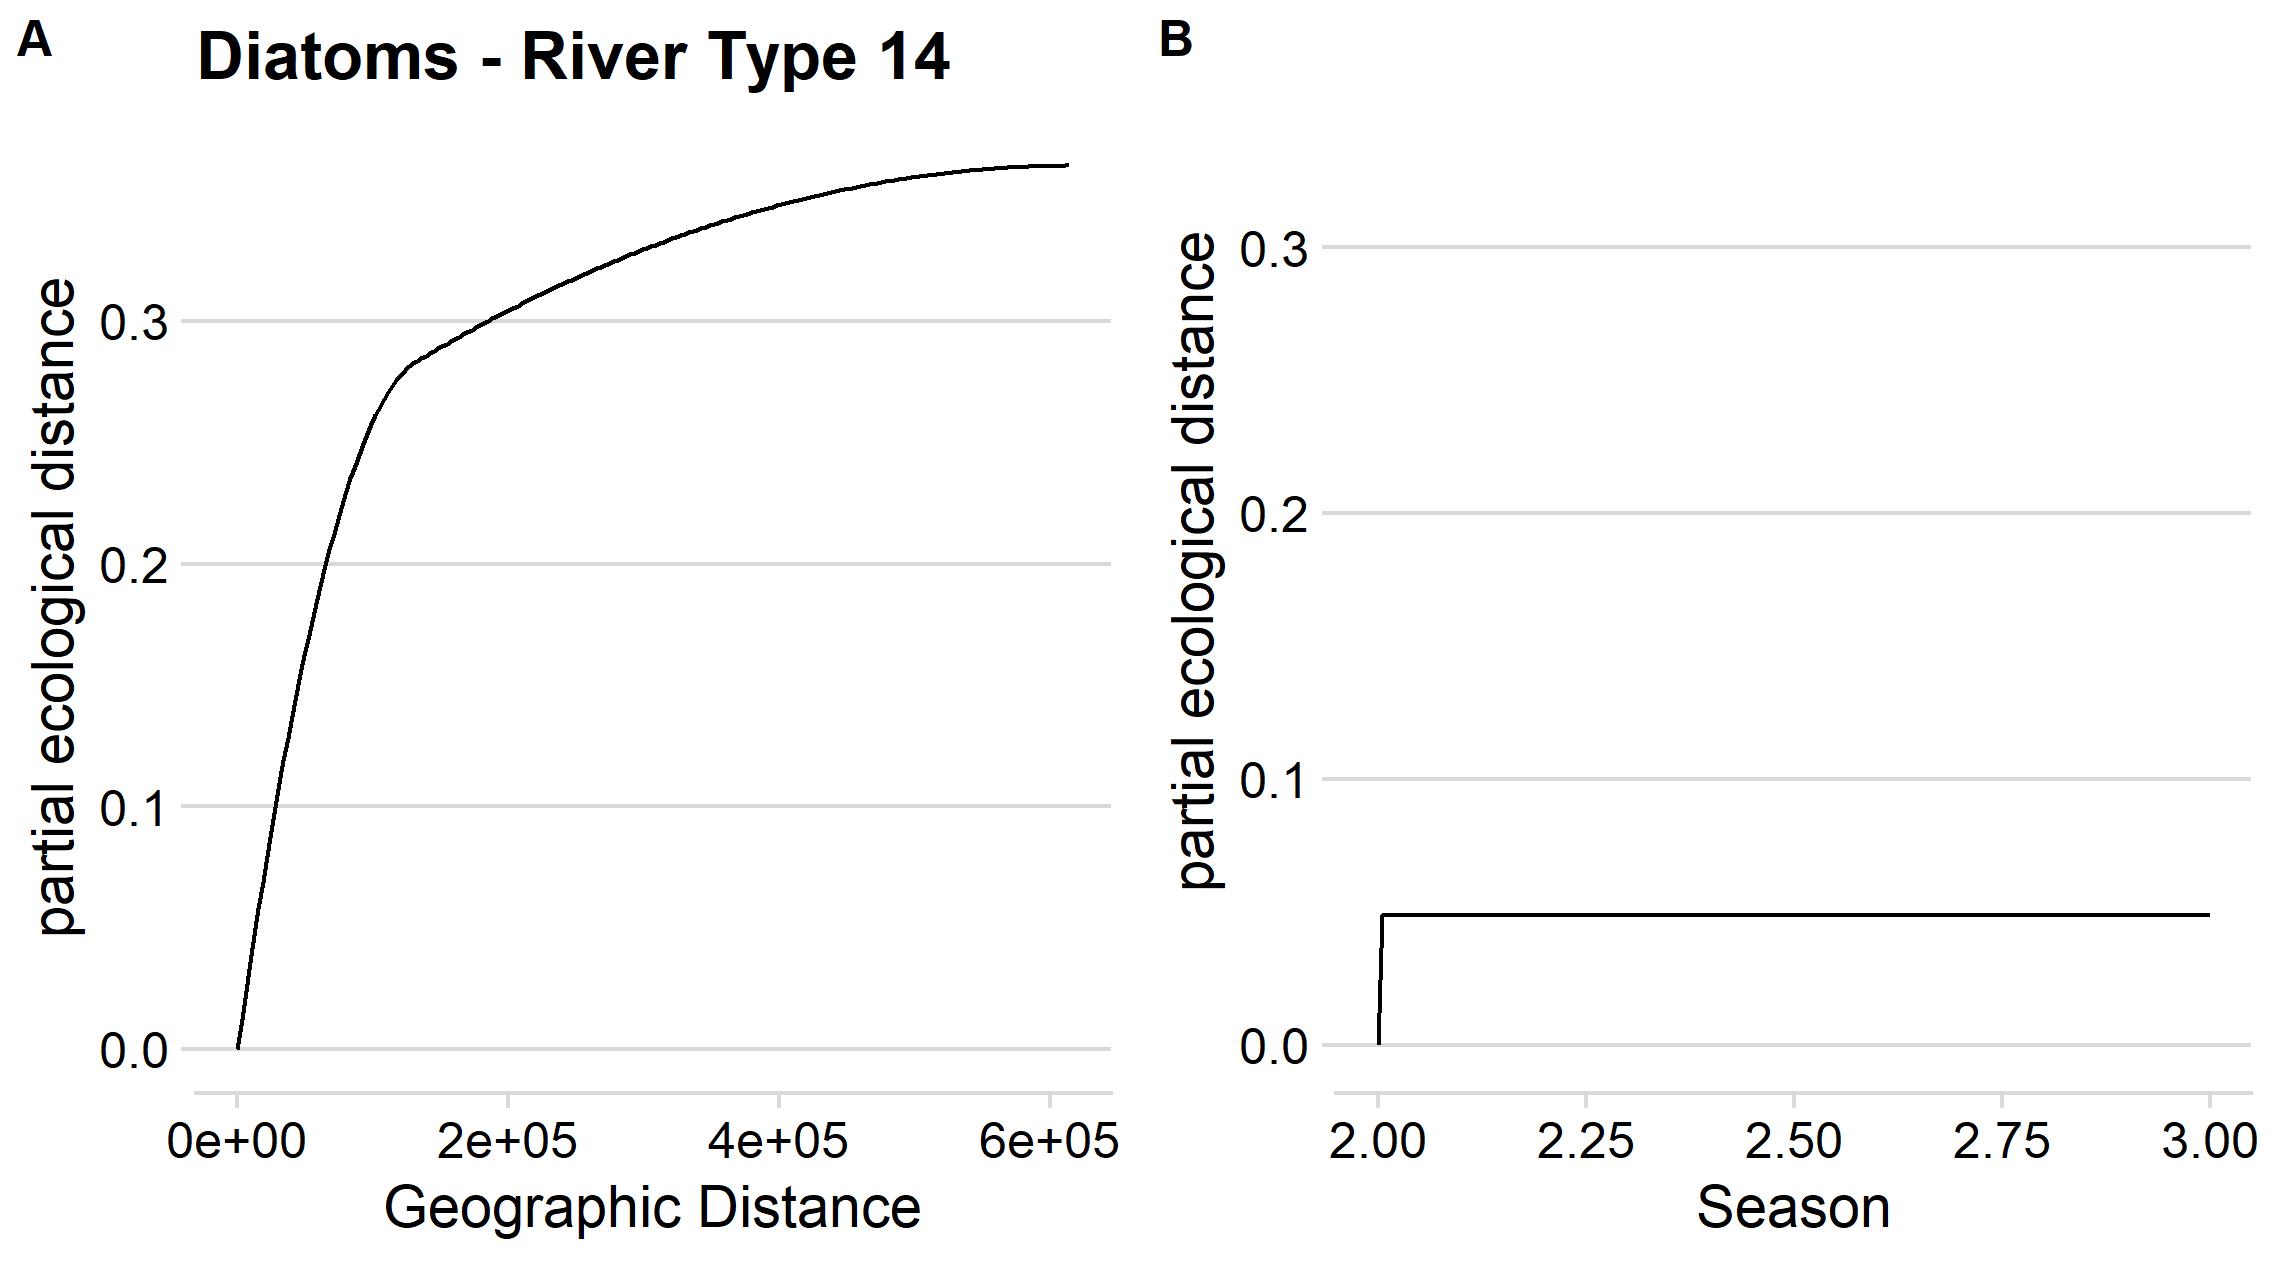 A
Diatoms - River Type 14
partial ecological distance
0.3
0.2
0.1
0.0
0e+00 2e+05 4e+05 6e+05
Geographic Distance
B
partial ecological distance
0.3
0.2
0.1
0.0
2.00 2.25 2.50 2.75 3.00
Season